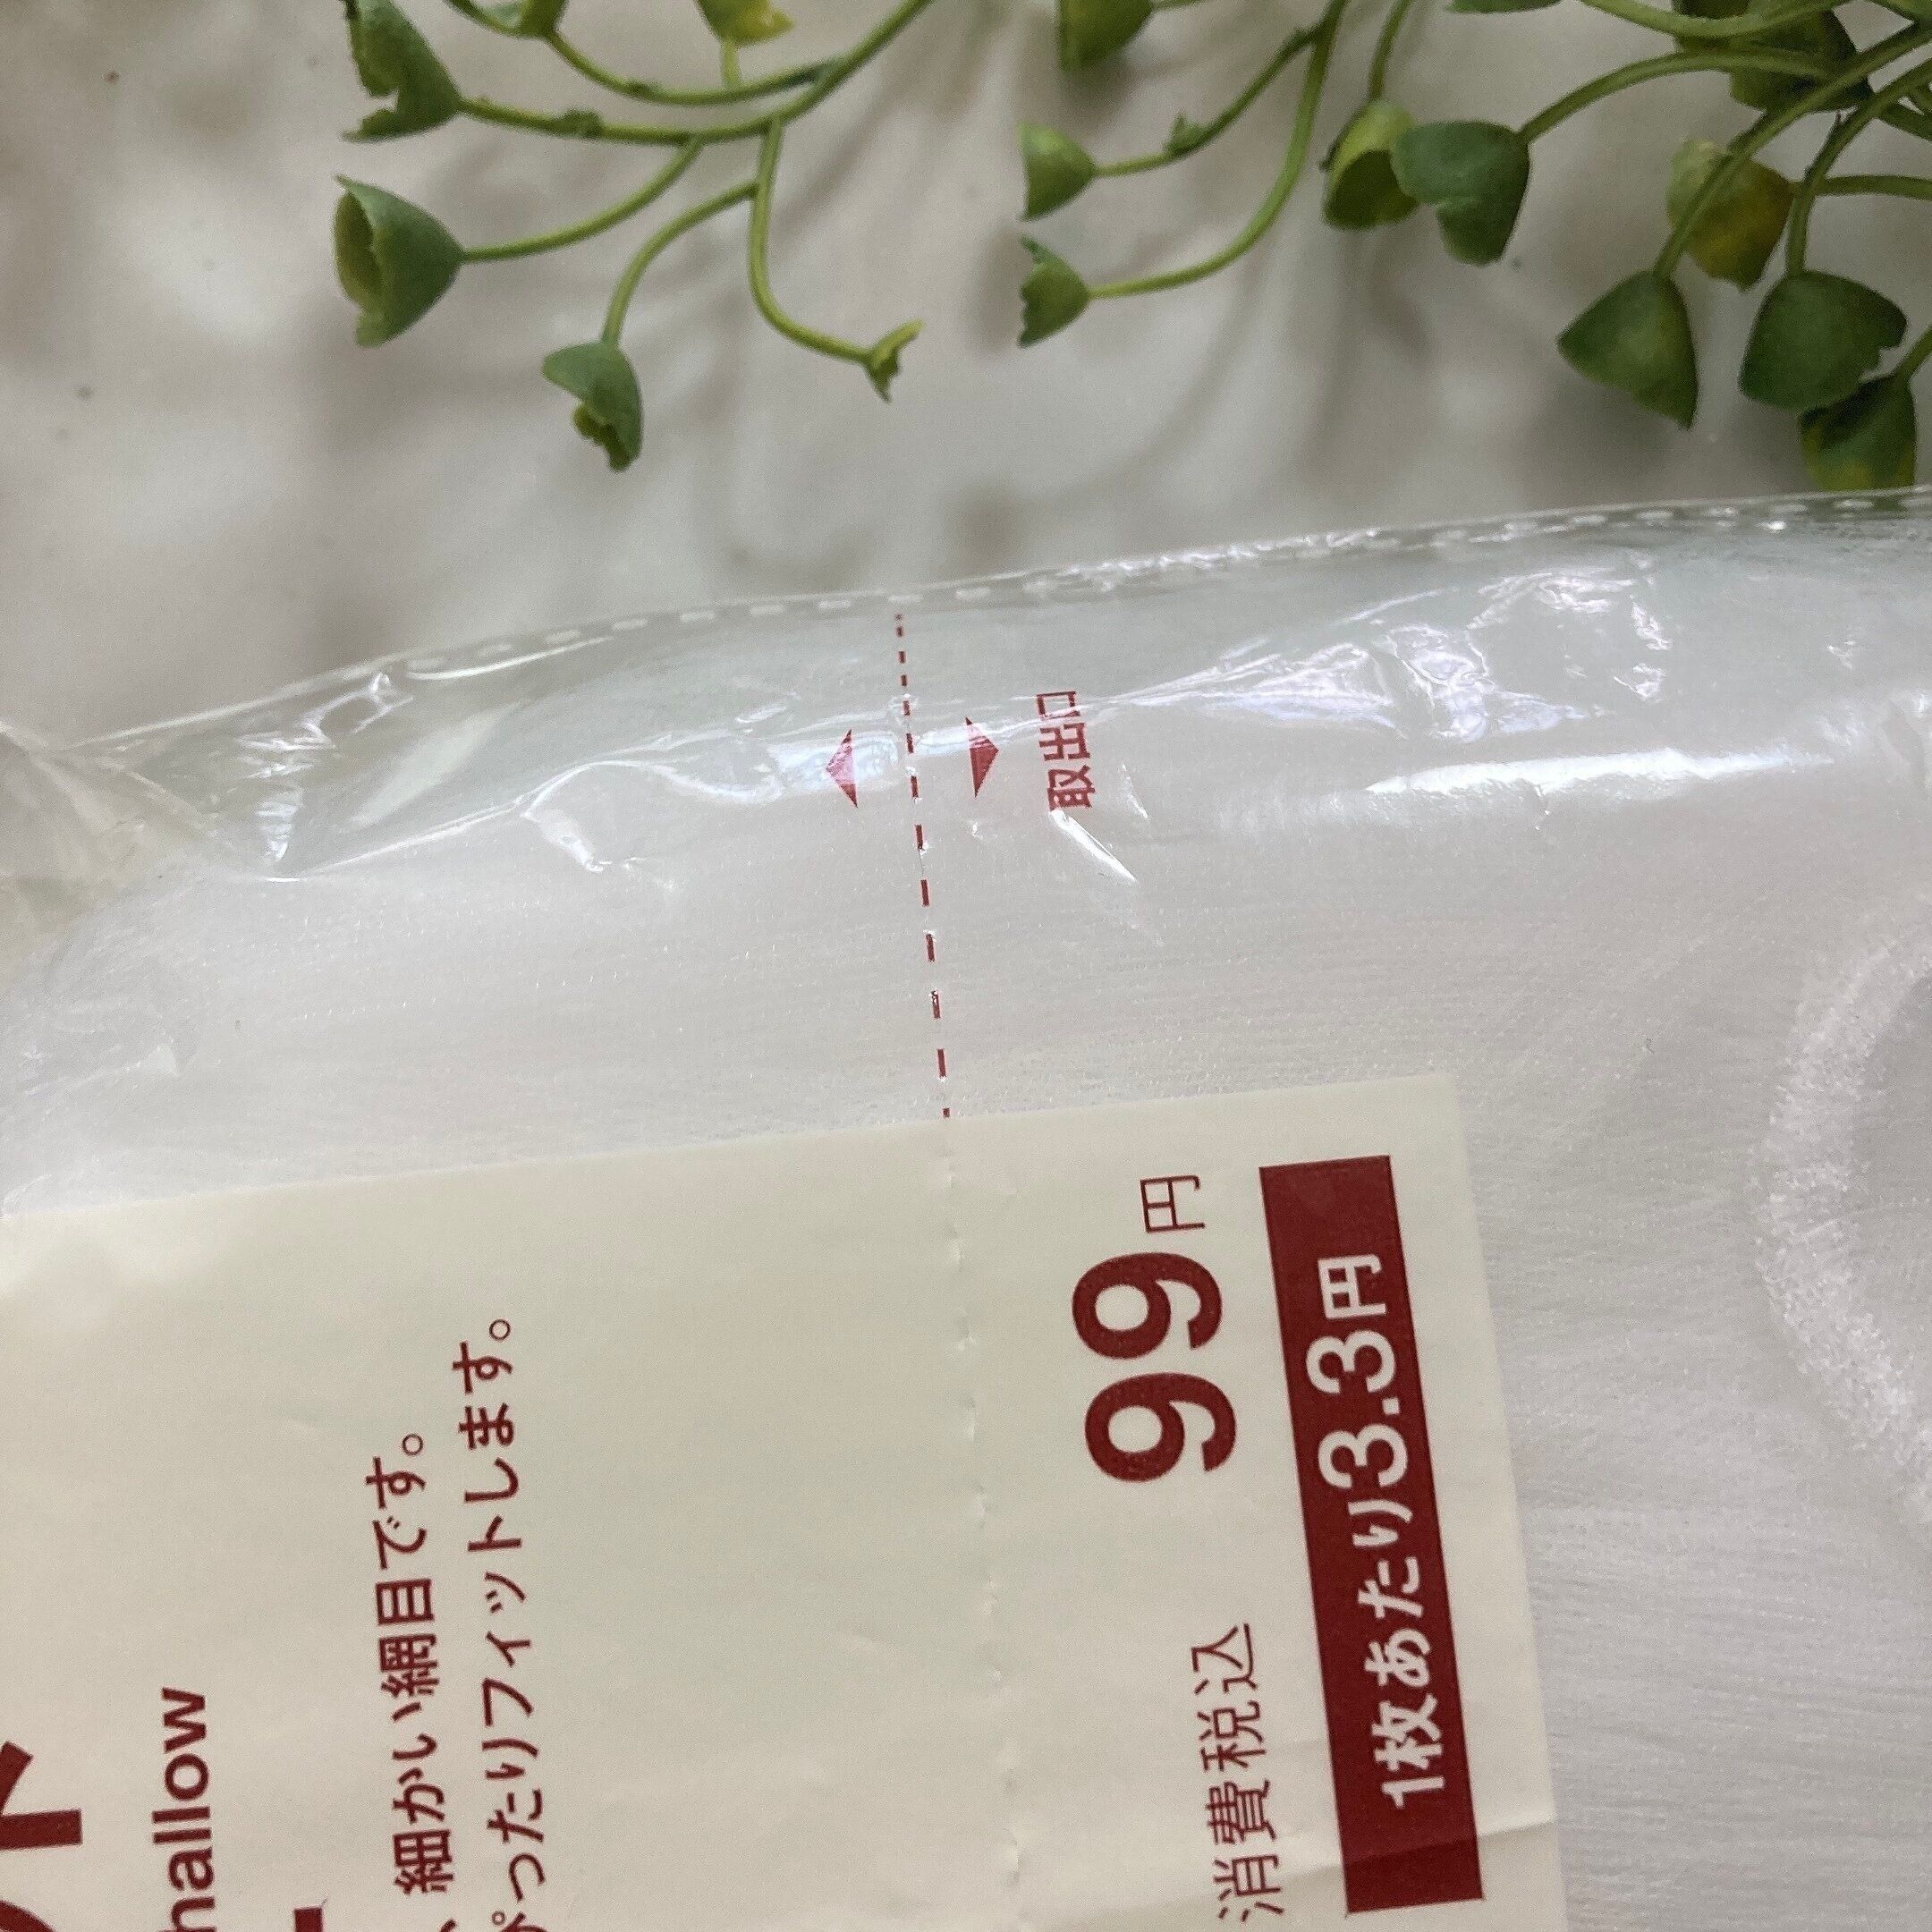 取出口
hallow
細かい網目です。
ぴったりフィットします。
消費税込 99円
1枚あたり3.3円